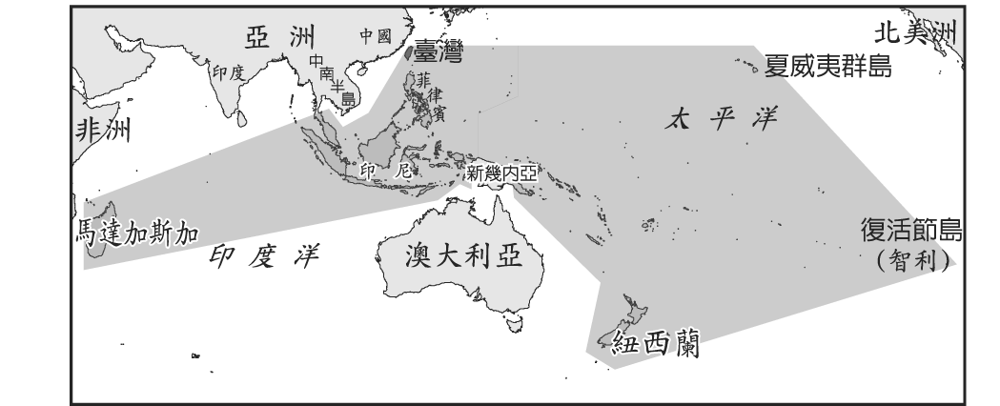 北美洲
亞洲
中國
臺灣
印度
中南半島
菲律賓
夏威夷群島
非洲
太平洋
印尼
新幾內亞
馬達加斯加
印度洋
澳大利亞
復活節島
(智利)
紐西蘭